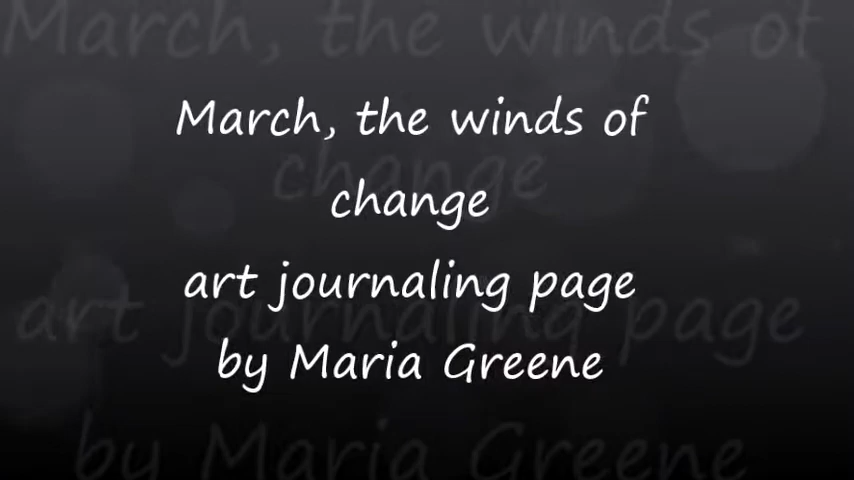 March, the winds of
change
art journaling page
by Maria Greene